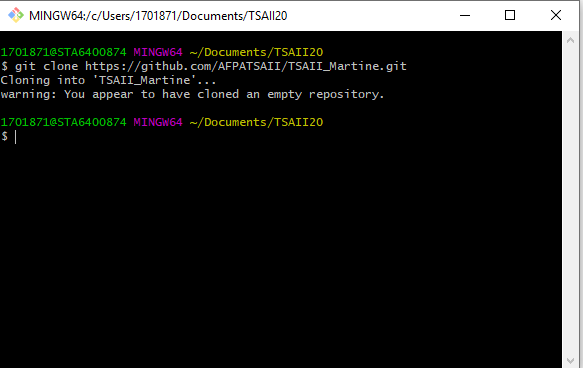 MINGW64:/c/Users/1701871/Documents/TSAII20
1701871@STA6400874 MINGW64 ~/Documents/TSAII20
$ git clone https://github.com/AFPATSAII/TSAII_Martine.git
Cloning into 'TSAII_Martine'...
warning: You appear to have cloned an empty repository.
1701871@STA6400874 MINGW64 ~/Documents/TSAII20
$